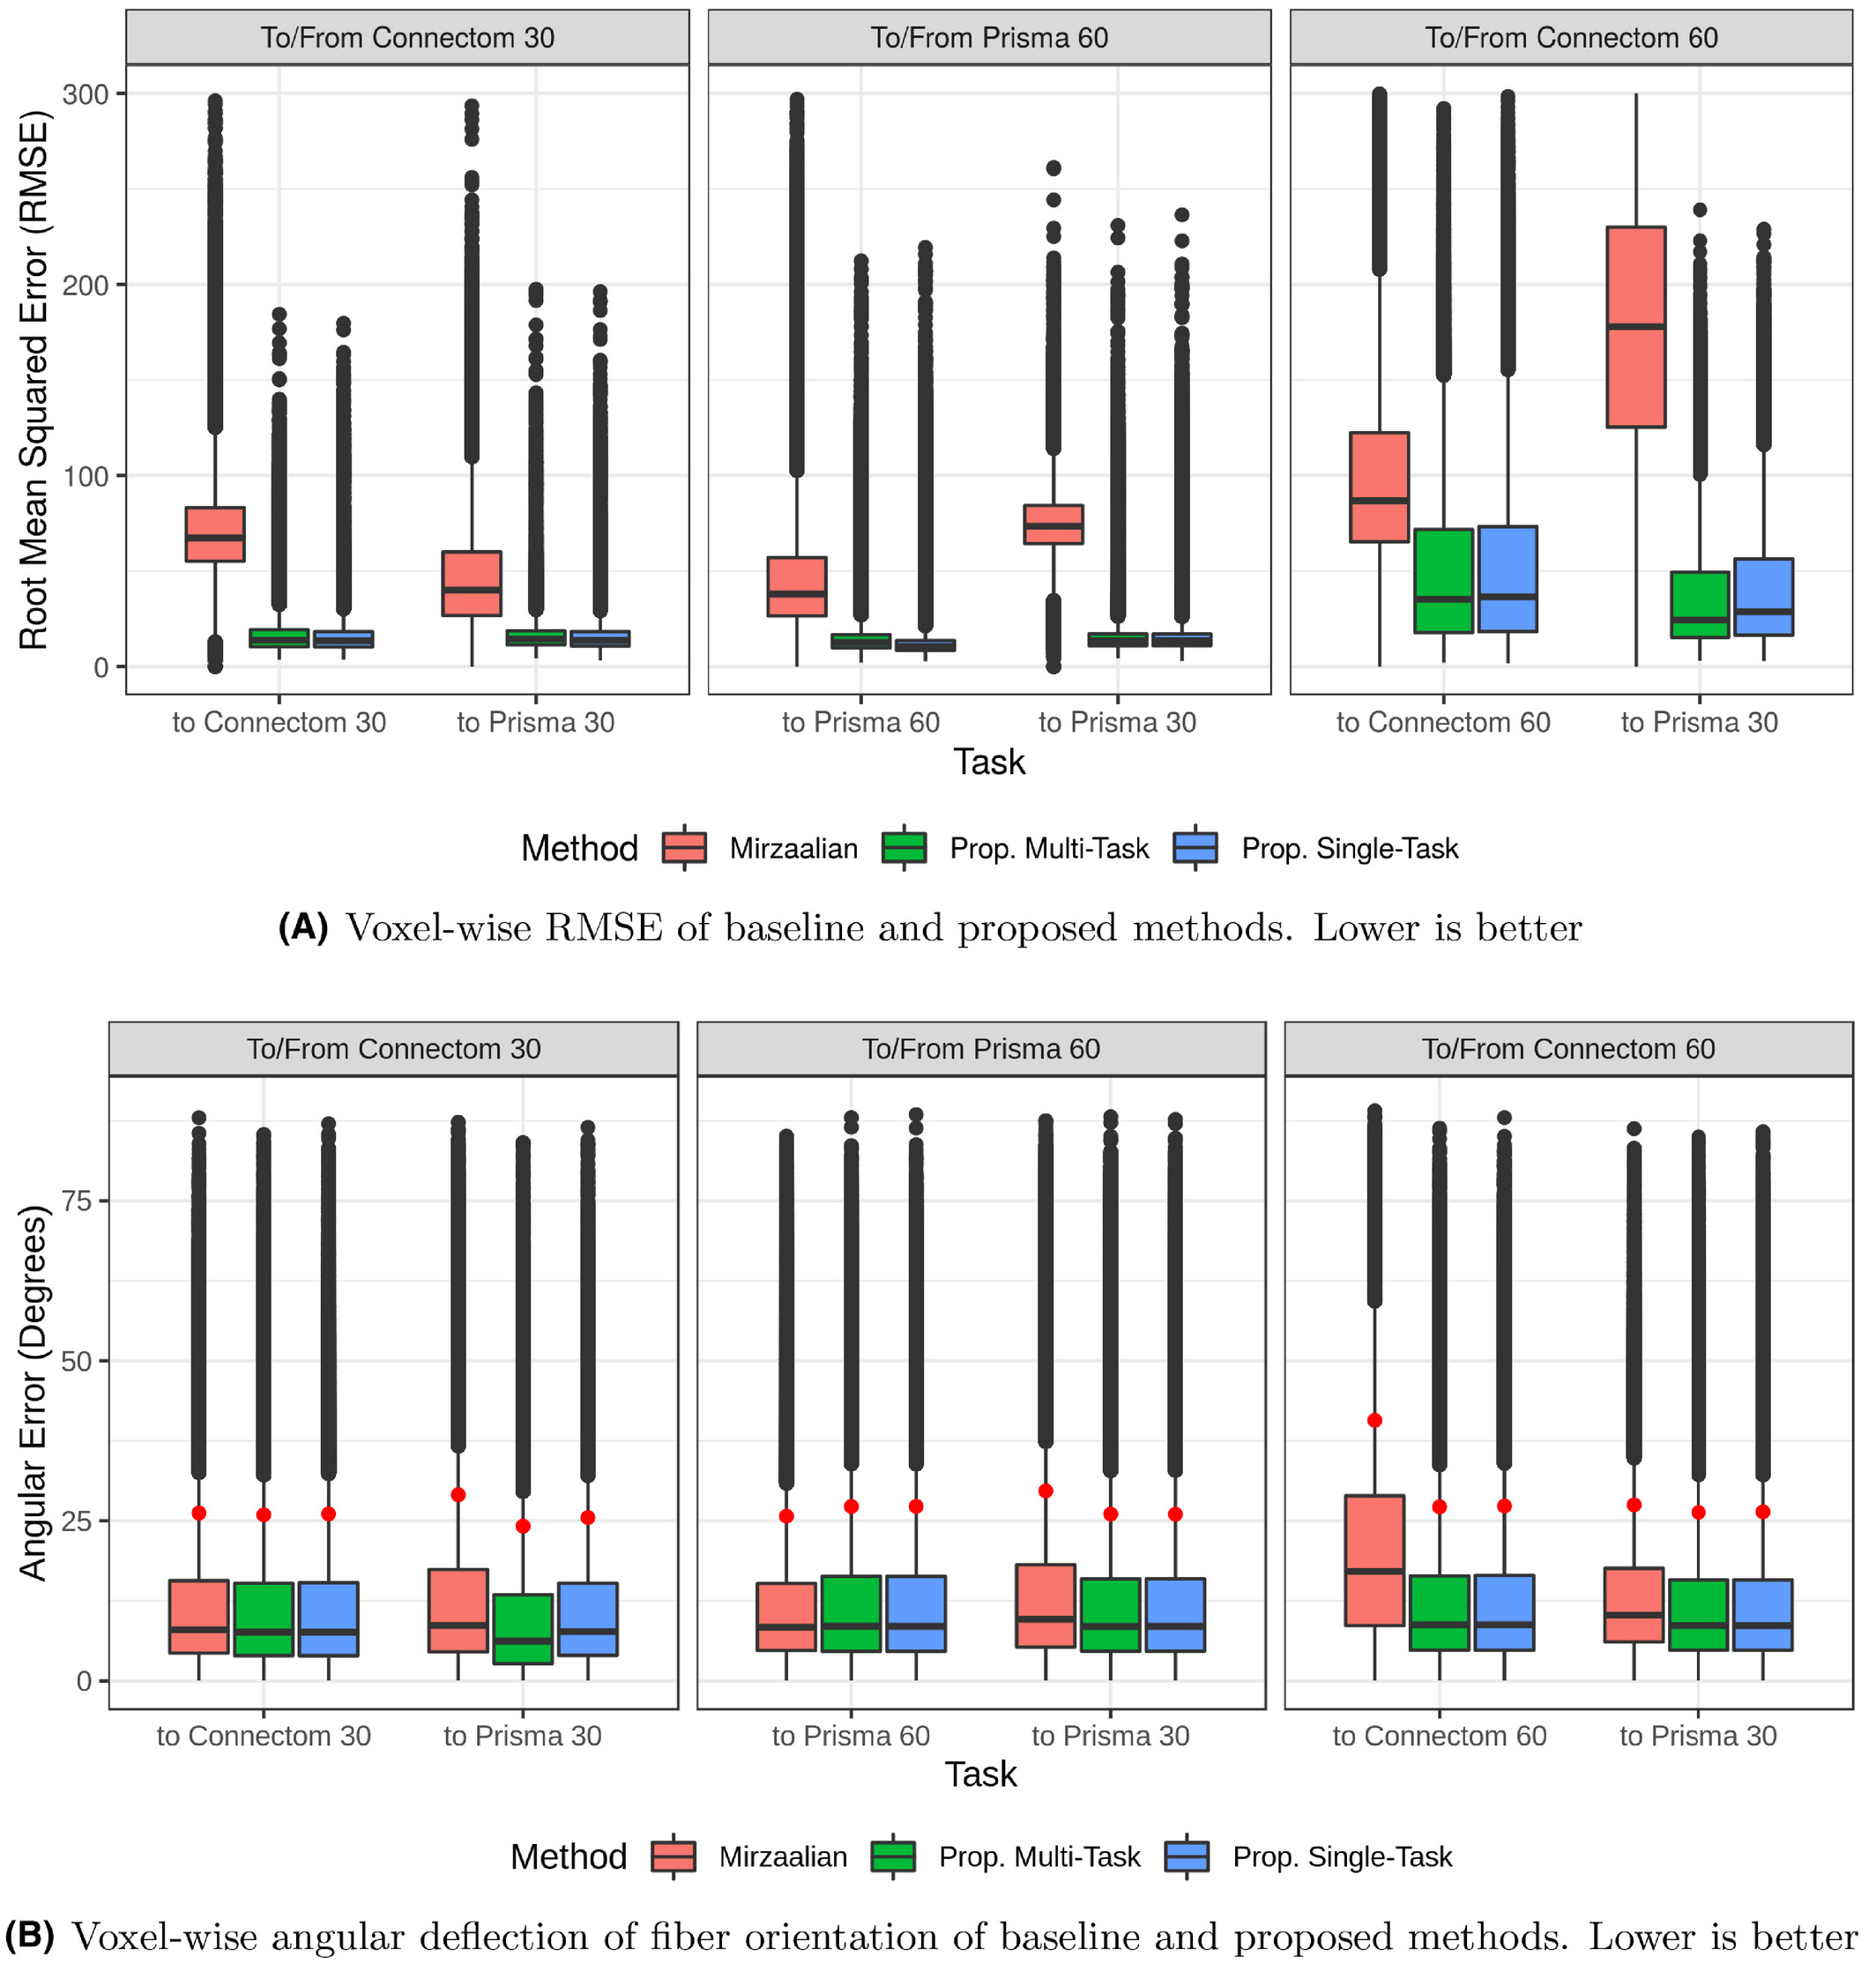 To/From Connectom 30
To/From Prisma 60
To/From Connectom 60
Root Mean Squared Error (RMSE)
300
200
100
0
to Connectom 30
to Prisma 30
to Prisma 60
to Prisma 30
to Connectom 60
to Prisma 30
Task
Method
Mirzaalian
Prop. Multi-Task
Prop. Single-Task
(A) Voxel-wise RMSE of baseline and proposed methods. Lower is better
To/From Connectom 30
To/From Prisma 60
To/From Connectom 60
Angular Error (Degrees)
75
50
25
0
to Connectom 30
to Prisma 30
to Prisma 60
to Prisma 30
to Connectom 60
to Prisma 30
Task
Method
Mirzaalian
Prop. Multi-Task
Prop. Single-Task
(B) Voxel-wise angular deflection of fiber orientation of baseline and proposed methods. Lower is better